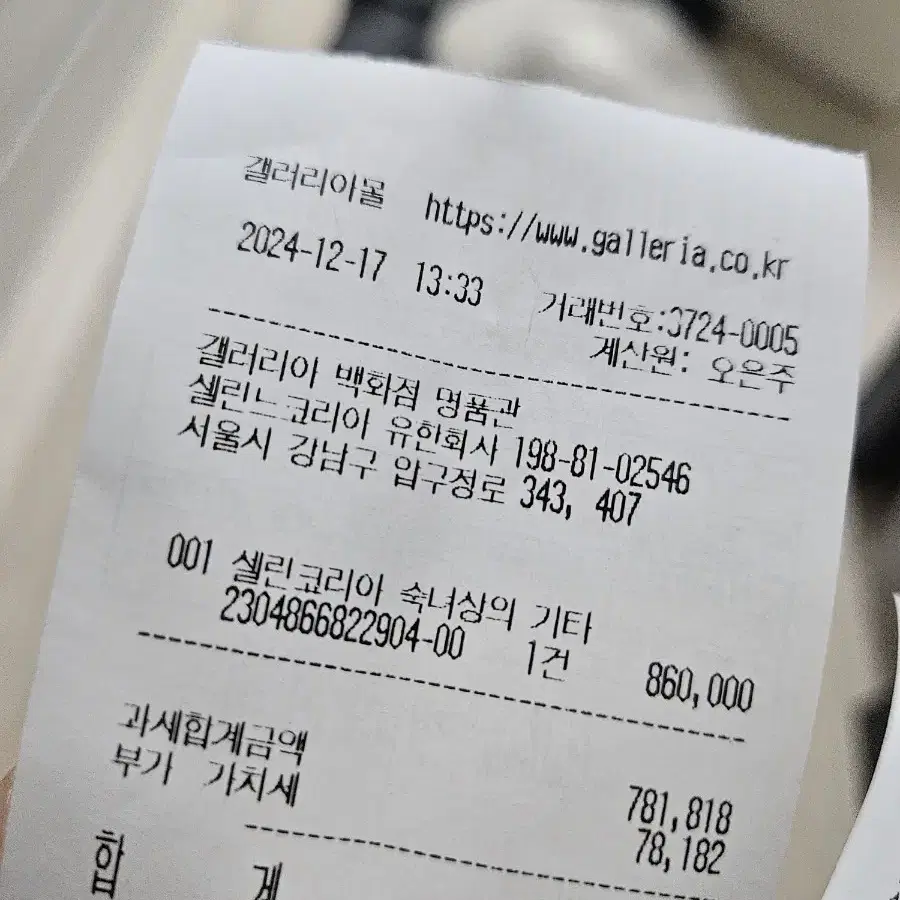 갤러리아몰 https://www.galleria.co.kr
2024-12-17 13:33 거래번호:3724-0005
계산원: 오은주
갤러리아 백화점 명품관
셀린느코리아 유한회사 198-81-02546
서울시 강남구 압구정로 343, 407
001 셀린코리아 숙녀상의 기타
2304866822904-00 1건 860,000
과세합계금액 781,818
부가 가치세 78,182
합 계